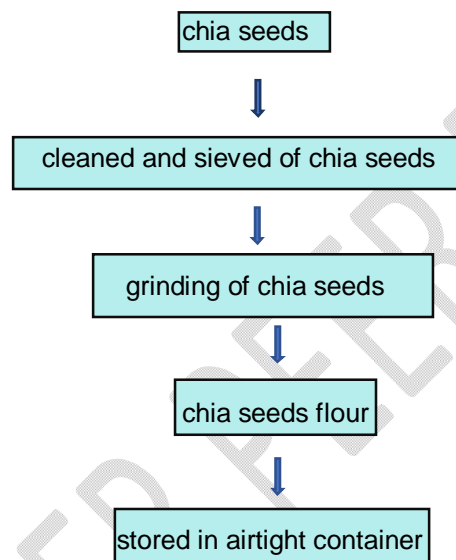 chia seeds
cleaned and sieved of chia seeds
grinding of chia seeds
chia seeds flour
stored in airtight container